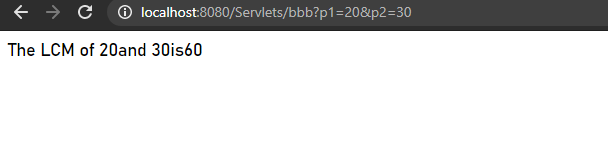 localhost:8080/Servlets/bbb?p1=20&p2=30
The LCM of 20and 30is60